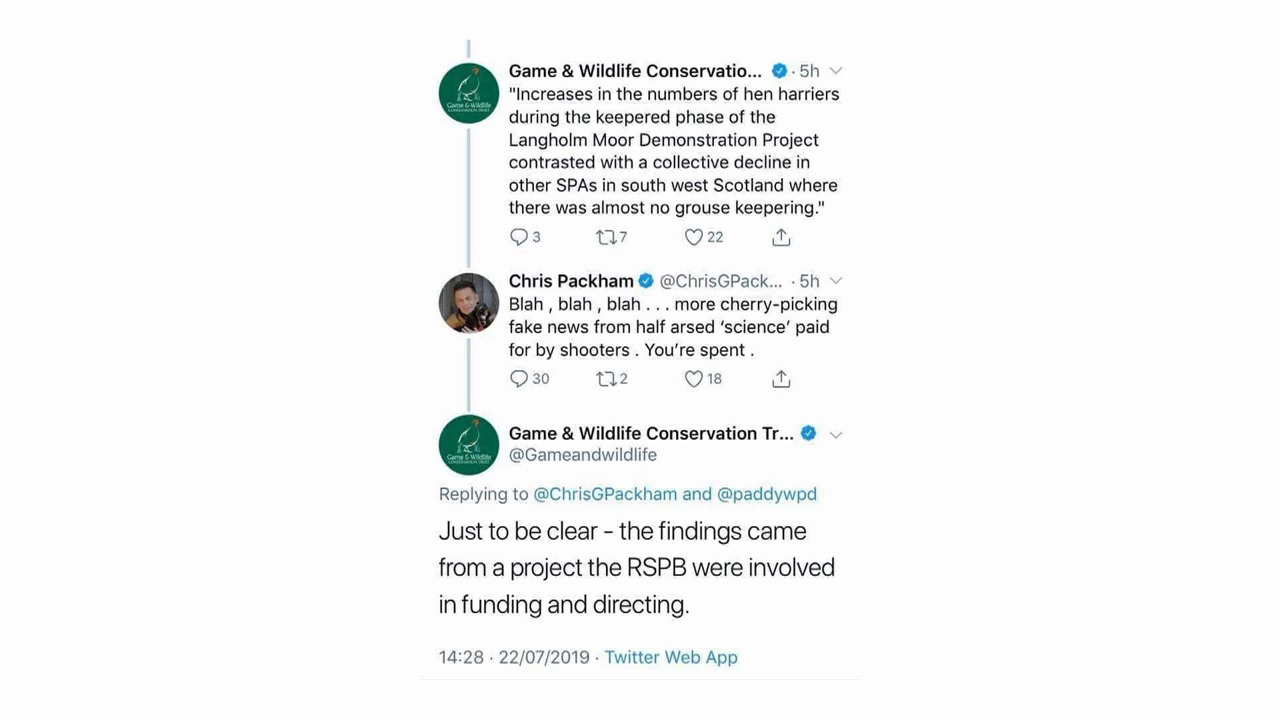 Game & Wildlife Conservatio... · 5h
"Increases in the numbers of hen harriers
during the keepered phase of the
Langholm Moor Demonstration Project
contrasted with a collective decline in
other SPAs in south west Scotland where
there was almost no grouse keepering."
3 7 22
Chris Packham @ChrisGPack... · 5h
Blah , blah , blah . . . more cherry-picking
fake news from half arsed ‘science’ paid
for by shooters . You’re spent .
30 2 18
Game & Wildlife
Game & Wildlife Conservation Tr...
@Gameandwildlife
Replying to @ChrisGPackham and @paddywpd
Just to be clear - the findings came
from a project the RSPB were involved
in funding and directing.
14:28 · 22/07/2019 · Twitter Web App